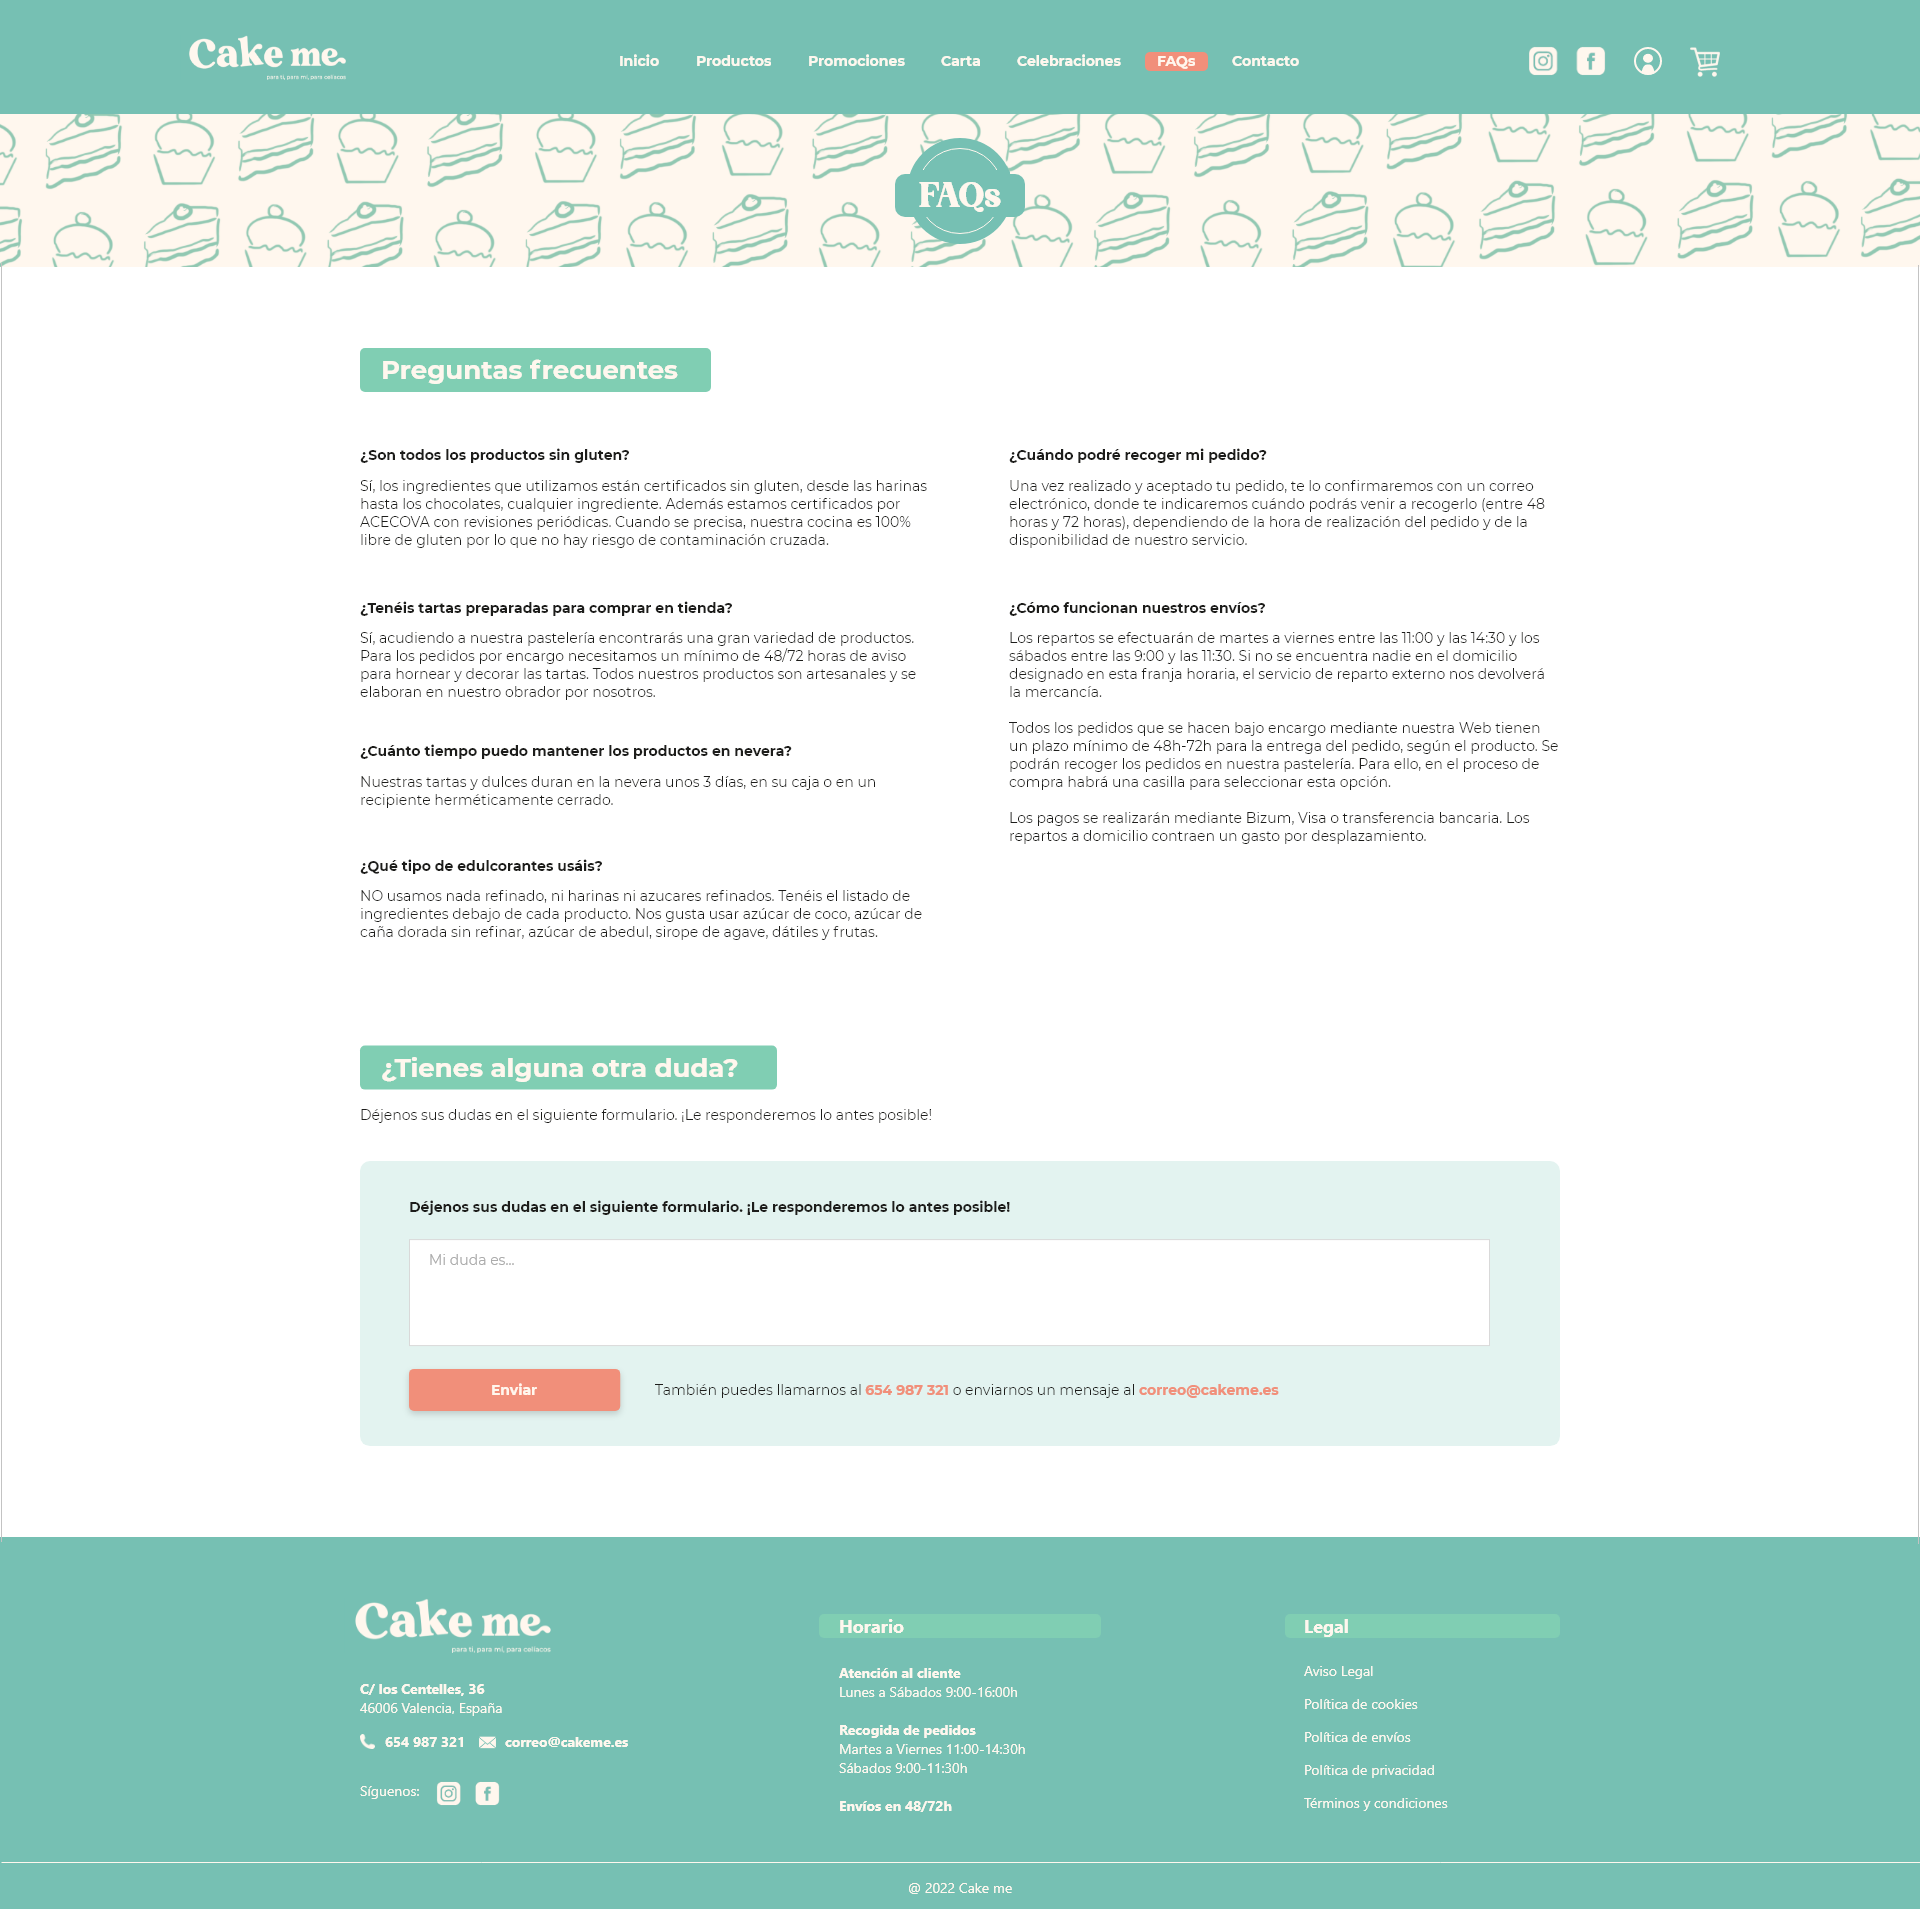 Cake me.
para ti, para mí, para celíacos
Inicio
Productos
Promociones
Carta
Celebraciones
FAQs
Contacto
FAQs
Preguntas frecuentes
¿Son todos los productos sin gluten?
Sí, los ingredientes que utilizamos están certificados sin gluten, desde las harinas
hasta los chocolates, cualquier ingrediente. Además estamos certificados por
ACECOVA con revisiones periódicas. Cuando se precisa, nuestra cocina es 100%
libre de gluten por lo que no hay riesgo de contaminación cruzada.
¿Tenéis tartas preparadas para comprar en tienda?
Sí, acudiendo a nuestra pastelería encontrarás una gran variedad de productos.
Para los pedidos por encargo necesitamos un mínimo de 48/72 horas de aviso
para hornear y decorar las tartas. Todos nuestros productos son artesanales y se
elaboran en nuestro obrador por nosotros.
¿Cuánto tiempo puedo mantener los productos en nevera?
Nuestras tartas y dulces duran en la nevera unos 3 días, en su caja o en un
recipiente herméticamente cerrado.
¿Qué tipo de edulcorantes usáis?
NO usamos nada refinado, ni harinas ni azucares refinados. Tenéis el listado de
ingredientes debajo de cada producto. Nos gusta usar azúcar de coco, azúcar de
caña dorada sin refinar, azúcar de abedul, sirope de agave, dátiles y frutas.
¿Cuándo podré recoger mi pedido?
Una vez realizado y aceptado tu pedido, te lo confirmaremos con un correo
electrónico, donde te indicaremos cuándo podrás venir a recogerlo (entre 48
horas y 72 horas), dependiendo de la hora de realización del pedido y de la
disponibilidad de nuestro servicio.
¿Cómo funcionan nuestros envíos?
Los repartos se efectuarán de martes a viernes entre las 11:00 y las 14:30 y los
sábados entre las 9:00 y las 11:30. Si no se encuentra nadie en el domicilio
designado en esta franja horaria, el servicio de reparto externo nos devolverá
la mercancía.
Todos los pedidos que se hacen bajo encargo mediante nuestra Web tienen
un plazo mínimo de 48h-72h para la entrega del pedido, según el producto. Se
podrán recoger los pedidos en nuestra pastelería. Para ello, en el proceso de
compra habrá una casilla para seleccionar esta opción.
Los pagos se realizarán mediante Bizum, Visa o transferencia bancaria. Los
repartos a domicilio contraen un gasto por desplazamiento.
¿Tienes alguna otra duda?
Déjenos sus dudas en el siguiente formulario. ¡Le responderemos lo antes posible!
Déjenos sus dudas en el siguiente formulario. ¡Le responderemos lo antes posible!
Mi duda es...
Enviar
También puedes llamarnos al 654 987 321 o enviarnos un mensaje al correo@cakeme.es
Cake me.
para ti, para mí, para celíacos
C/ los Centelles, 36
46006 Valencia, España
654 987 321
correo@cakeme.es
Síguenos:
Horario
Atención al cliente
Lunes a Sábados 9:00-16:00h
Recogida de pedidos
Martes a Viernes 11:00-14:30h
Sábados 9:00-11:30h
Envíos en 48/72h
Legal
Aviso Legal
Política de cookies
Política de envíos
Política de privacidad
Términos y condiciones
@ 2022 Cake me